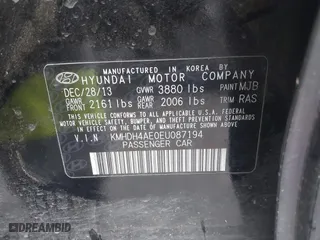 MANUFACTURED IN KOREA BY
HYUNDAI MOTOR COMPANY
DEC/28/13 GVWR 3880 lbs PAINT MJB
GAWR FRONT 2161 lbs GAWR REAR 2006 lbs TRIM RAS
THIS VEHICLE CONFORMS TO ALL APPLICABLE U.S.A. FEDERAL
MOTOR VEHICLE SAFETY, BUMPER, AND THEFT PREVENTION
STANDARDS IN EFFECT ON THE DATE OF MANUFACTURE SHOWN ABOVE.
V.I.N KMHDH4AE0EU087194
PASSENGER CAR
DREAMBID.COM